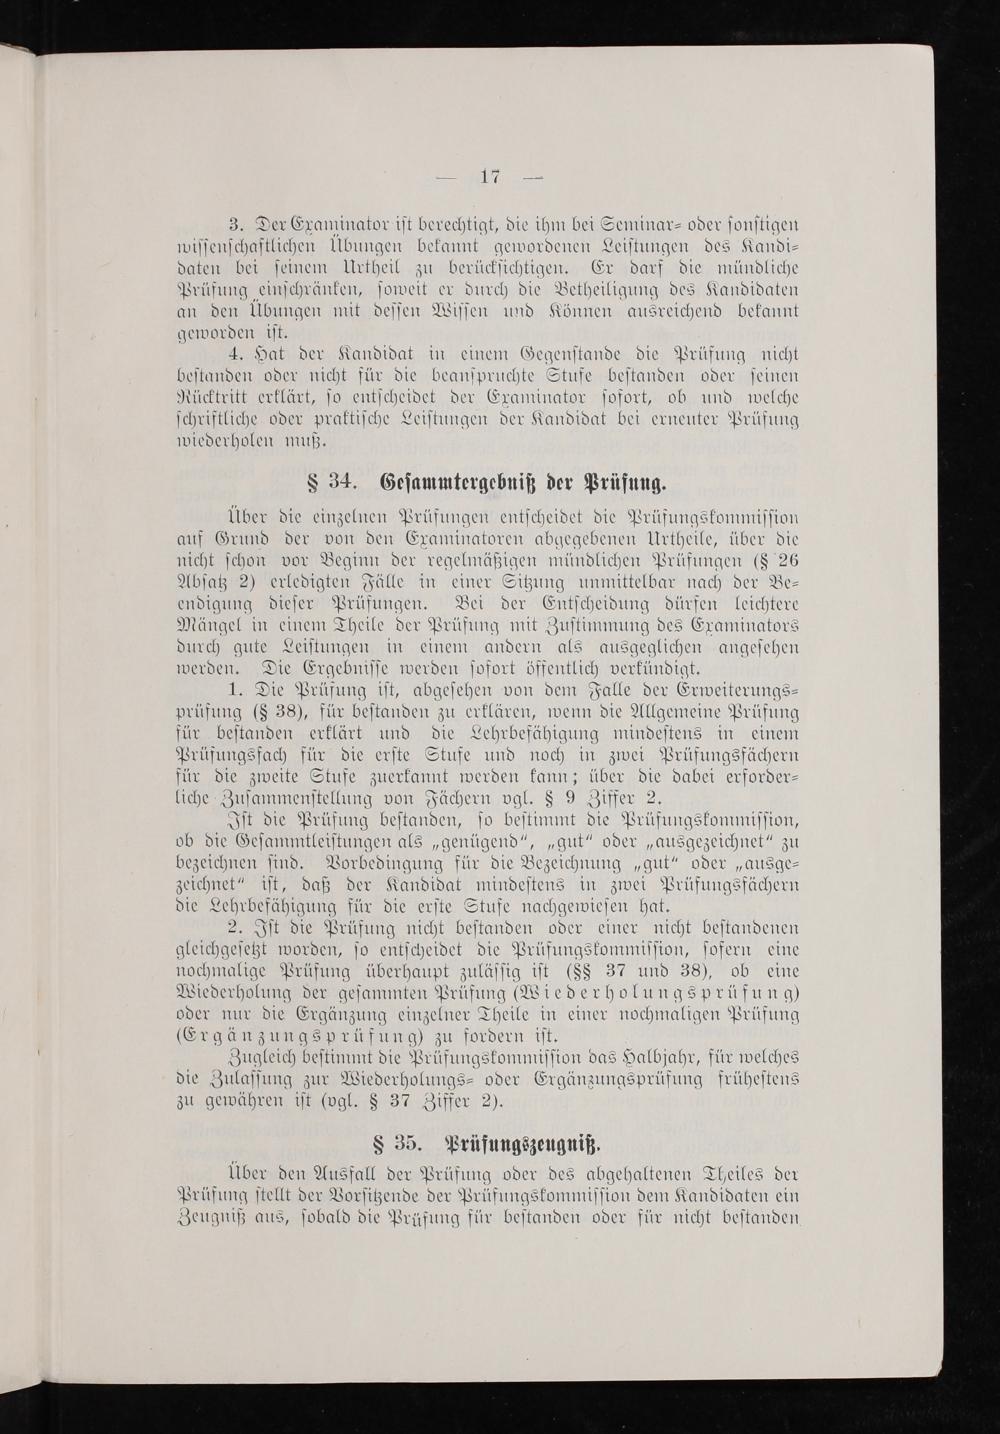 — 17 —
3. Der Examinator ist berechtigt, die ihm bei Seminar= oder sonstigen
wissenschaftlichen Übungen bekannt gewordenen Leistungen des Kandi=
daten bei seinem Urtheil zu berücksichtigen. Er darf die mündliche
Prüfung einschränken, soweit er durch die Betheiligung des Kandidaten
an den Übungen mit dessen Wissen und Können ausreichend bekannt
geworden ist.
4. Hat der Kandidat in einem Gegenstande die Prüfung nicht
bestanden oder nicht für die beanspruchte Stufe bestanden oder seinen
Rücktritt erklärt, so entscheidet der Examinator sofort, ob und welche
schriftliche oder praktische Leistungen der Kandidat bei erneuter Prüfung
wiederholen muß.
§ 34. Gesammtergebniß der Prüfung.
Über die einzelnen Prüfungen entscheidet die Prüfungskommission
auf Grund der von den Examinatoren abgegebenen Urtheile, über die
nicht schon vor Beginn der regelmäßigen mündlichen Prüfungen (§ 26
Absatz 2) erledigten Fälle in einer Sitzung unmittelbar nach der Be=
endigung dieser Prüfungen. Bei der Entscheidung dürfen leichtere
Mängel in einem Theile der Prüfung mit Zustimmung des Examinators
durch gute Leistungen in einem andern als ausgeglichen angesehen
werden. Die Ergebnisse werden sofort öffentlich verkündigt.
1. Die Prüfung ist, abgesehen von dem Falle der Erweiterungs=
prüfung (§ 38), für bestanden zu erklären, wenn die Allgemeine Prüfung
für bestanden erklärt und die Lehrbefähigung mindestens in einem
Prüfungsfach für die erste Stufe und noch in zwei Prüfungsfächern
für die zweite Stufe zuerkannt werden kann; über die dabei erforder=
liche Zusammenstellung von Fächern vgl. § 9 Ziffer 2.
Ist die Prüfung bestanden, so bestimmt die Prüfungskommission,
ob die Gesammtleistungen als „genügend“, „gut“ oder „ausgezeichnet“ zu
bezeichnen sind. Vorbedingung für die Bezeichnung „gut“ oder „ausge=
zeichnet“ ist, daß der Kandidat mindestens in zwei Prüfungsfächern
die Lehrbefähigung für die erste Stufe nachgewiesen hat.
2. Ist die Prüfung nicht bestanden oder einer nicht bestandenen
gleichgesetzt worden, so entscheidet die Prüfungskommission, sofern eine
nochmalige Prüfung überhaupt zulässig ist (§§ 37 und 38), ob eine
Wiederholung der gesammten Prüfung (Wiederholungsprüfung)
oder nur die Ergänzung einzelner Theile in einer nochmaligen Prüfung
(Ergänzungsprüfung) zu fordern ist.
Zugleich bestimmt die Prüfungskommission das Halbjahr, für welches
die Zulassung zur Wiederholungs= oder Ergänzungsprüfung frühestens
zu gewähren ist (vgl. § 37 Ziffer 2).
§ 35. Prüfungszeugniß.
Über den Ausfall der Prüfung oder des abgehaltenen Theiles der
Prüfung stellt der Vorsitzende der Prüfungskommission dem Kandidaten ein
Zeugniß aus, sobald die Prüfung für bestanden oder für nicht bestanden